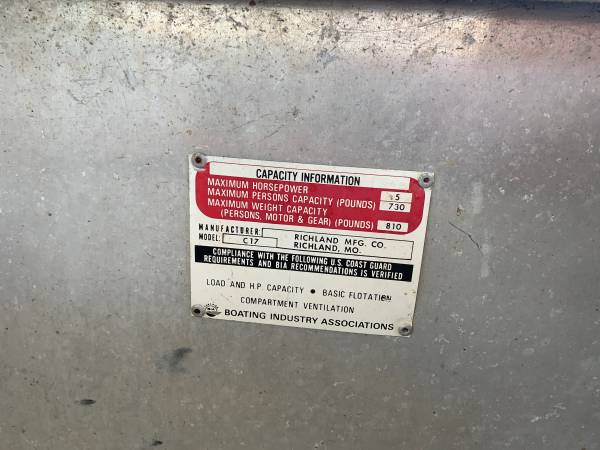 CAPACITY INFORMATION
MAXIMUM HORSEPOWER 5
MAXIMUM PERSONS CAPACITY (POUNDS) 730
MAXIMUM WEIGHT CAPACITY
(PERSONS, MOTOR & GEAR) (POUNDS) 810
MANUFACTURER: RICHLAND MFG. CO.
MODEL: C17 RICHLAND, MO.
COMPLIANCE WITH THE FOLLOWING U.S. COAST GUARD
REQUIREMENTS AND BIA RECOMMENDATIONS IS VERIFIED
LOAD AND H.P. CAPACITY • BASIC FLOTATION
COMPARTMENT VENTILATION
BOATING INDUSTRY ASSOCIATIONS